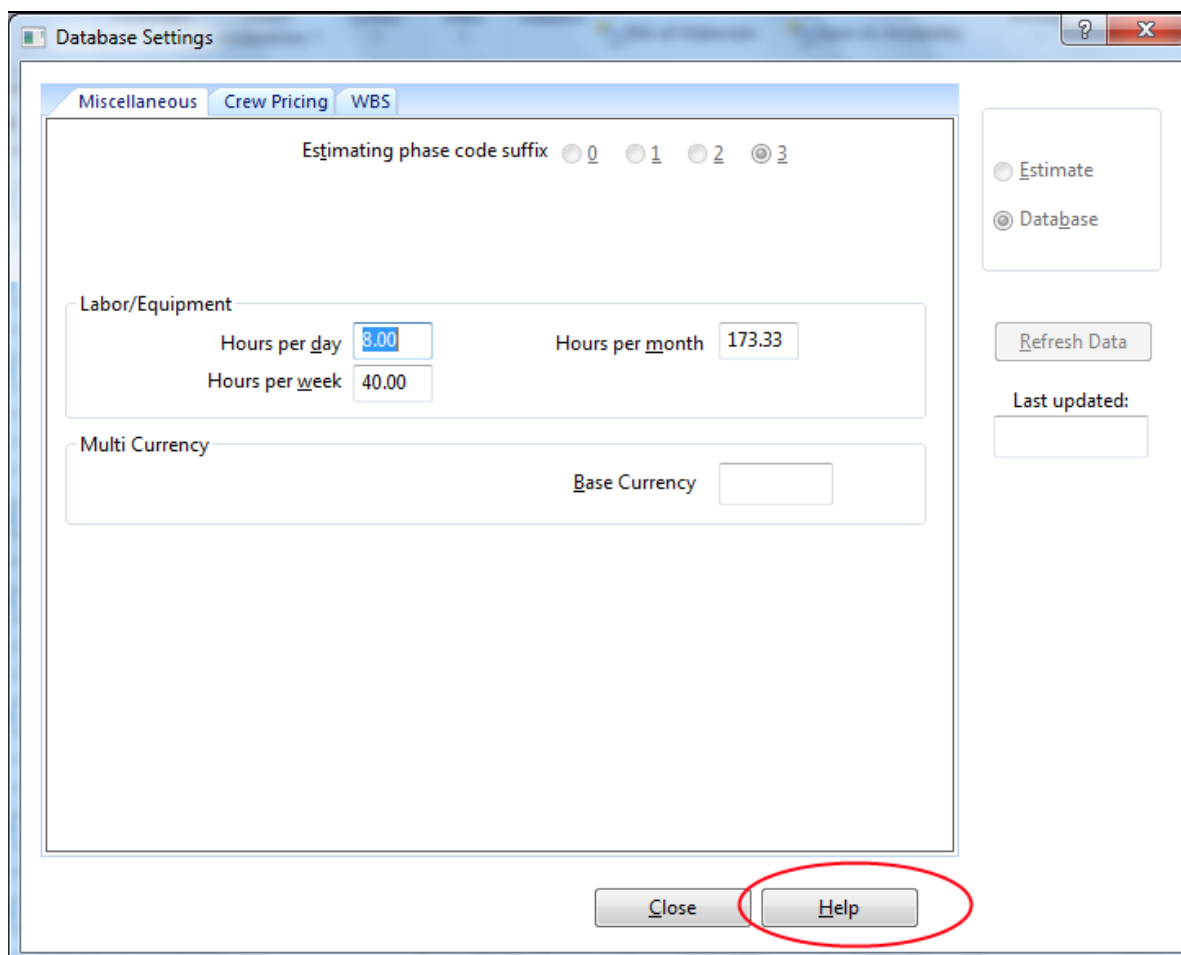 Database Settings
?
X
Miscellaneous Crew Pricing WBS
Estimating phase code suffix 0 1 2 3
Estimate
Database
Labor/Equipment
Hours per day 8.00 Hours per month 173.33
Hours per week 40.00
Refresh Data
Last updated:
Multi Currency
Base Currency
Close Help